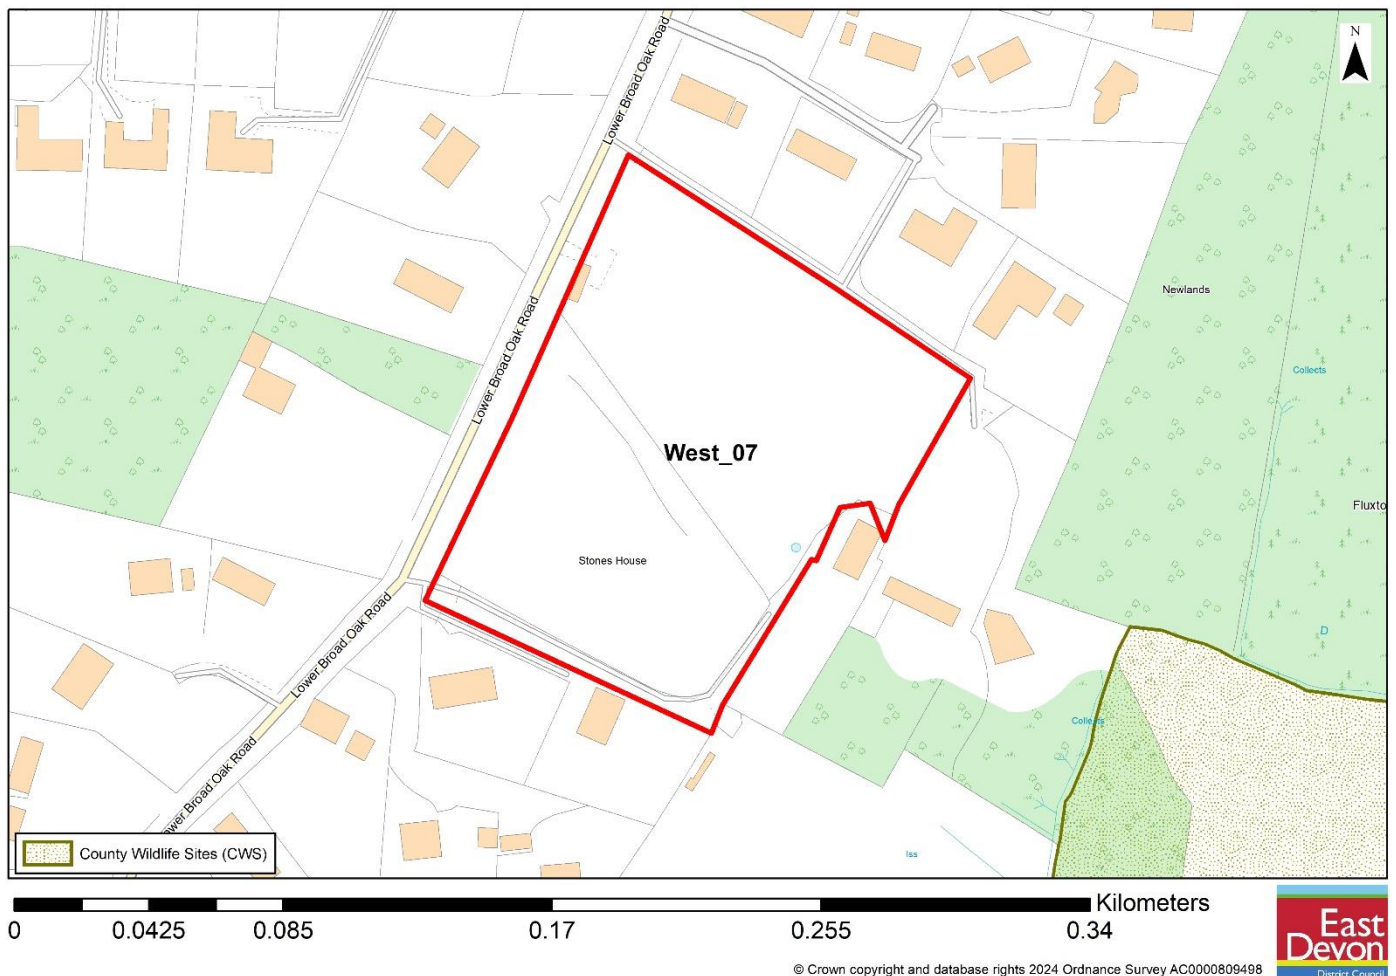 N
Lower Broad Oak Road
Newlands
Lower Broad Oak Road
Collects
West_07
Fluxto
Stones House
Lower Broad Oak Road
D
Collects
Lower Broad Oak Road
Iss
County Wildlife Sites (CWS)
Kilometers
0 0.0425 0.085 0.17 0.255 0.34
East
Devon
District Council
© Crown copyright and database rights 2024 Ordnance Survey AC0000809498